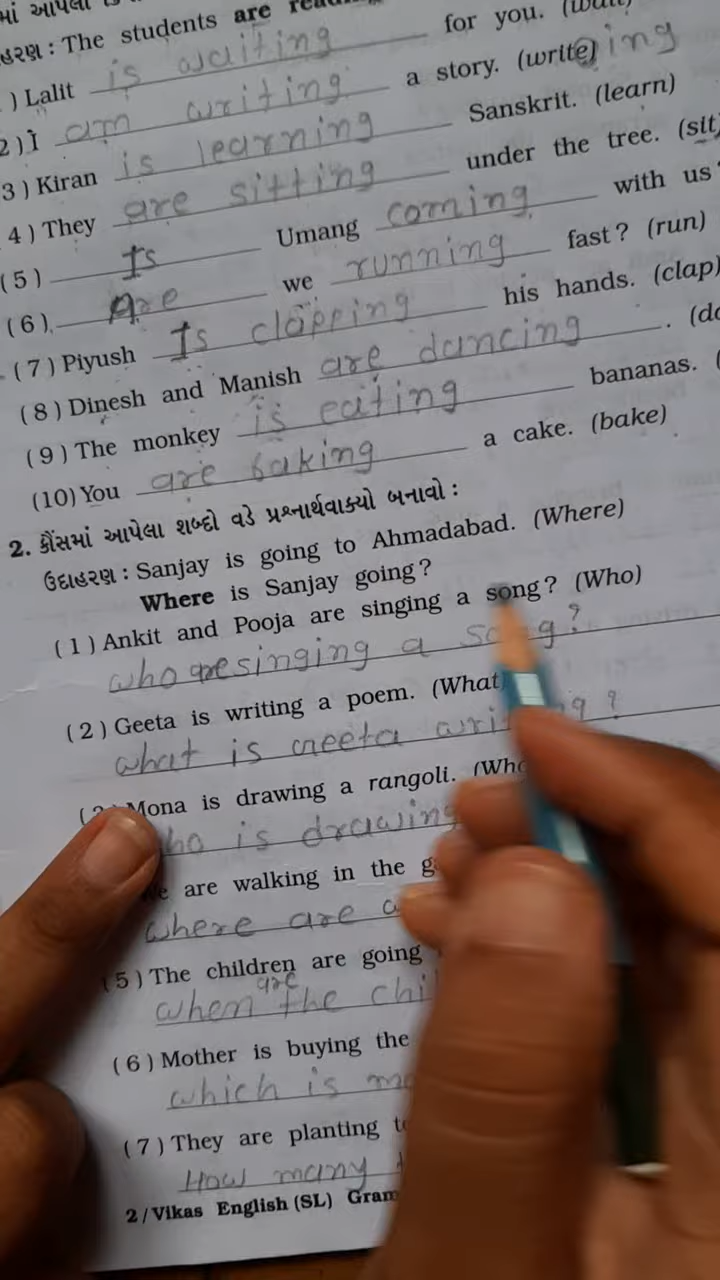 માં આપેલા
હરણ : The students are
) Lalit is waiting for you. (wait)
2) I am writing a story. (write) ing
3) Kiran is learning Sanskrit. (learn)
4) They are sitting under the tree. (sit)
(5) Is Umang coming with us?
(6) Are we running fast? (run)
(7) Piyush Is clapping his hands. (clap)
(8) Dinesh and Manish are dancing.
(9) The monkey is eating bananas.
(10) You are baking a cake. (bake)
2. કૌંસમાં આપેલા શબ્દો વડે પ્રશ્નાર્થવાક્યો બનાવો :
ઉદાહરણ : Sanjay is going to Ahmadabad. (Where)
Where is Sanjay going?
(1) Ankit and Pooja are singing a song? (Who)
who are singing a song?
(2) Geeta is writing a poem. (What
what is Geeta writing?
Mona is drawing a rangoli. (Who
ho is drawing
are walking in the
where are
(5) The children are going
when are the chi
(6) Mother is buying the
which is mo
(7) They are planting
How many
2/Vikas English (SL) Gram